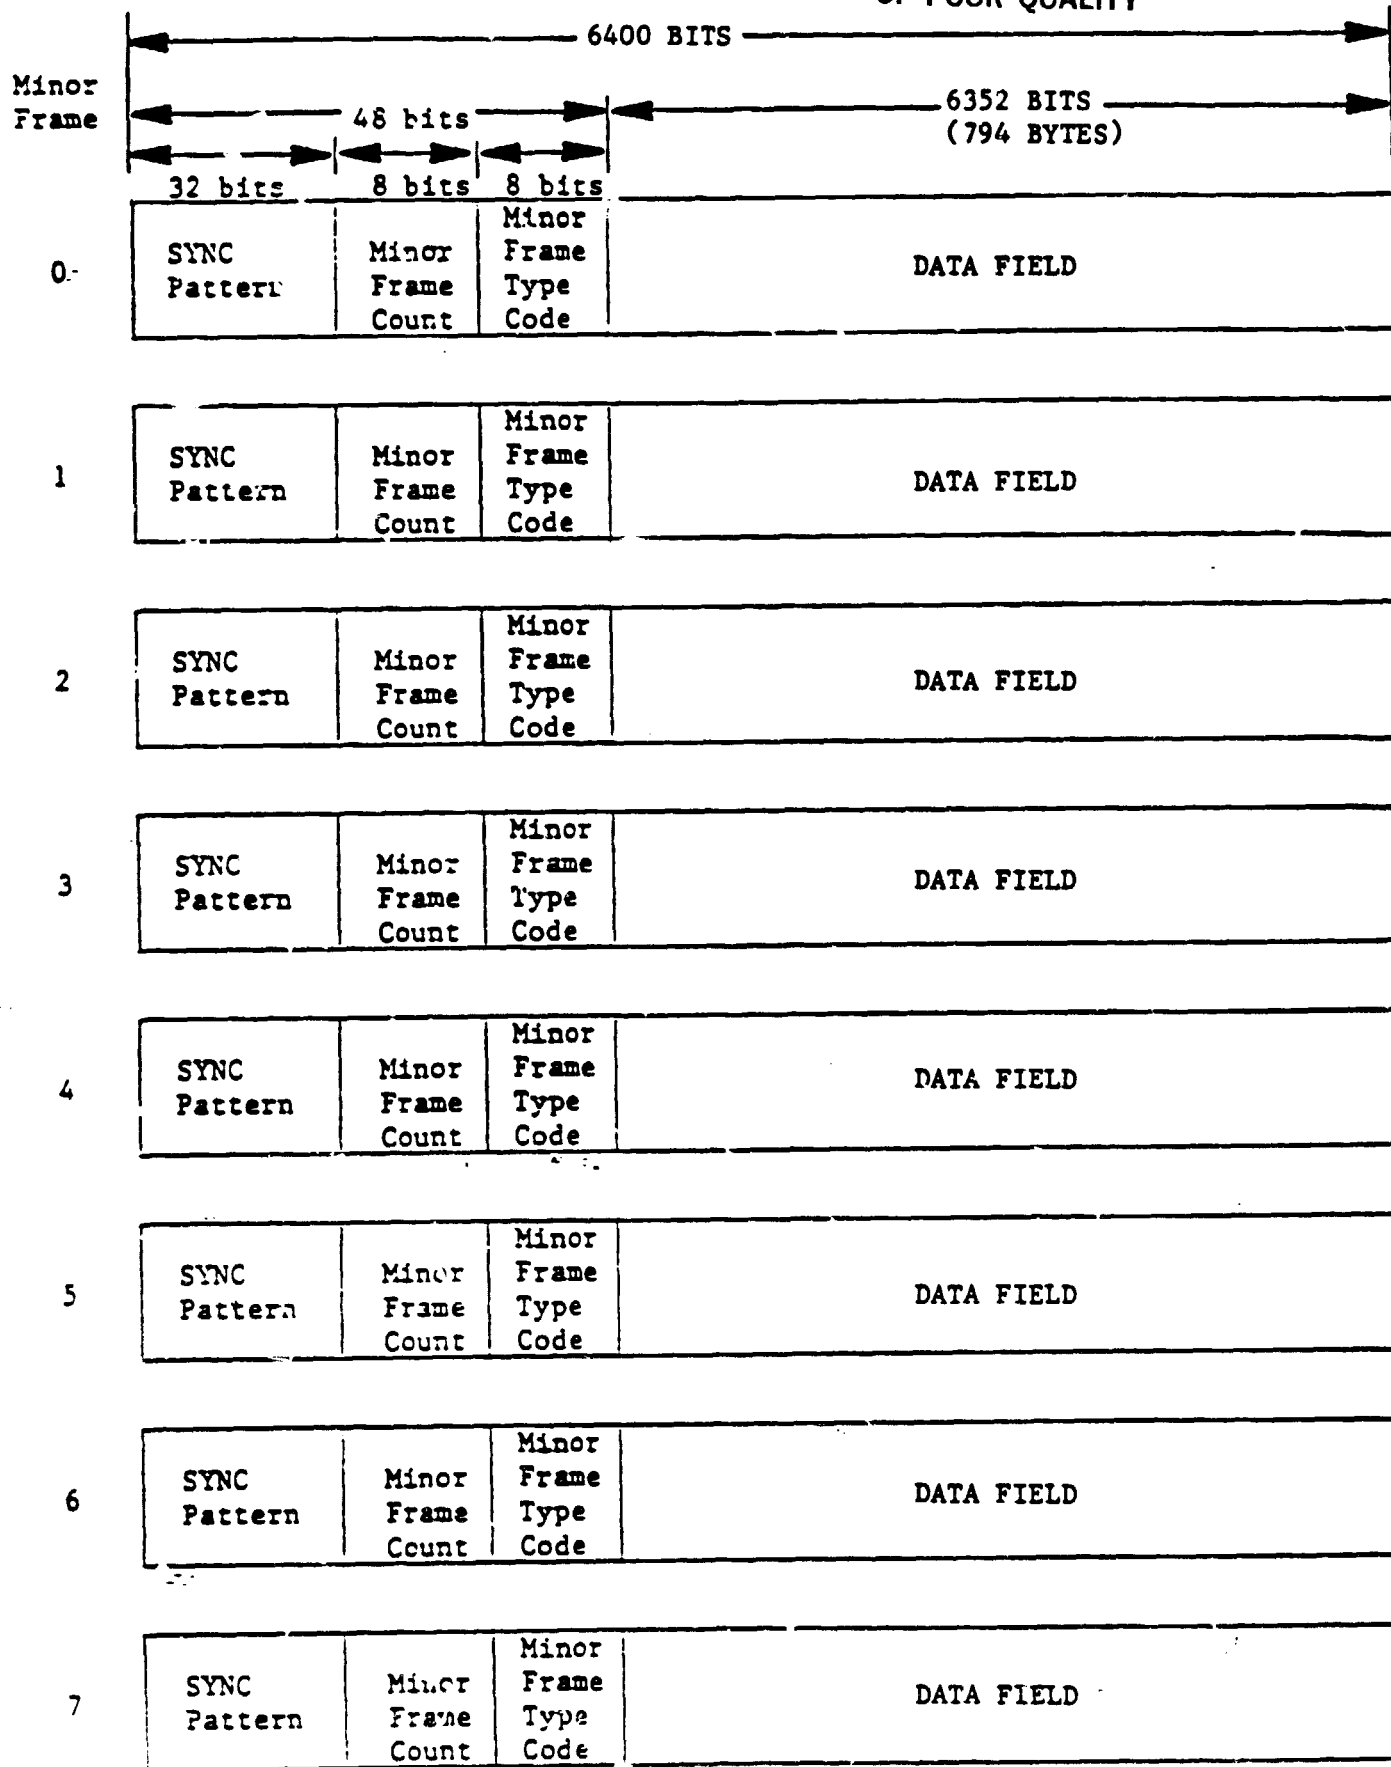 OF POOR QUALITY
6400 BITS
Minor
Frame
48 bits
6352 BITS
(794 BYTES)
32 bits 8 bits 8 bits
0
SYNC
Pattern
Minor
Frame
Count
Minor
Frame
Type
Code
DATA FIELD
1
SYNC
Pattern
Minor
Frame
Count
Minor
Frame
Type
Code
DATA FIELD
2
SYNC
Pattern
Minor
Frame
Count
Minor
Frame
Type
Code
DATA FIELD
3
SYNC
Pattern
Minor
Frame
Count
Minor
Frame
Type
Code
DATA FIELD
4
SYNC
Pattern
Minor
Frame
Count
Minor
Frame
Type
Code
DATA FIELD
5
SYNC
Pattern
Minor
Frame
Count
Minor
Frame
Type
Code
DATA FIELD
6
SYNC
Pattern
Minor
Frame
Count
Minor
Frame
Type
Code
DATA FIELD
7
SYNC
Pattern
Minor
Frame
Count
Minor
Frame
Type
Code
DATA FIELD